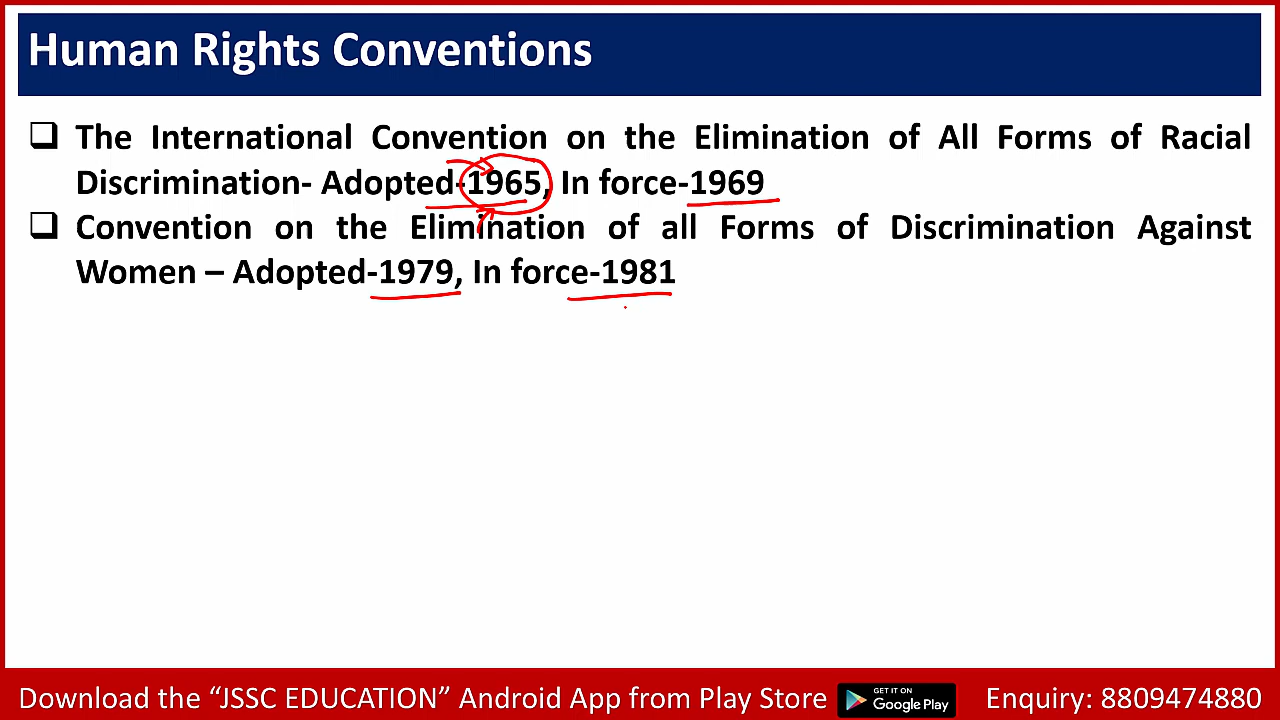 Human Rights Conventions
❑ The International Convention on the Elimination of All Forms of Racial
Discrimination- Adopted-1965, In force-1969
❑ Convention on the Elimination of all Forms of Discrimination Against
Women – Adopted-1979, In force-1981
Download the “JSSC EDUCATION” Android App from Play Store GET IT ON Google Play Enquiry: 8809474880